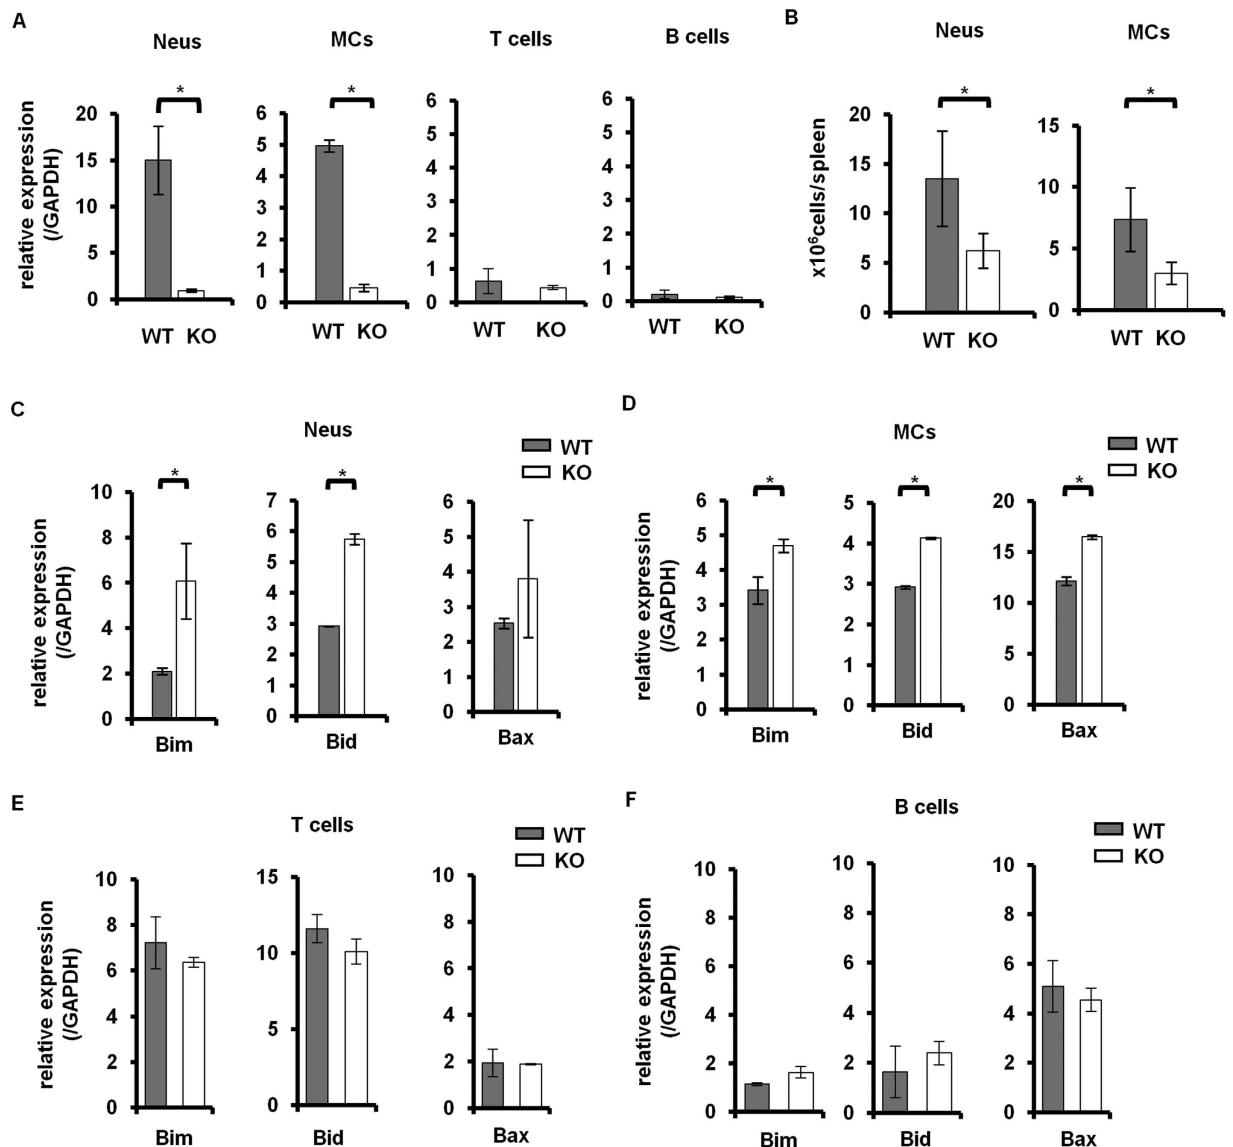 A
Neus
MCs
T cells
B cells
relative expression
(/GAPDH)
20
15
10
5
0
*
WT KO
6
5
4
3
2
1
0
*
WT KO
6
5
4
3
2
1
0
WT KO
6
5
4
3
2
1
0
WT KO
B
Neus
MCs
x10⁶cells/spleen
20
15
10
5
0
*
WT KO
15
10
5
0
*
WT KO
C
Neus
WT
KO
relative expression
(/GAPDH)
10
8
6
4
2
0
*
Bim
7
6
5
4
3
2
1
0
*
Bid
6
5
4
3
2
1
0
Bax
D
MCs
WT
KO
relative expression
(/GAPDH)
6
5
4
3
2
1
0
*
Bim
5
4
3
2
1
0
*
Bid
20
15
10
5
0
*
Bax
E
T cells
WT
KO
relative expression
(/GAPDH)
10
8
6
4
2
0
Bim
15
10
5
0
Bid
10
8
6
4
2
0
Bax
F
B cells
WT
KO
relative expression
(/GAPDH)
10
8
6
4
2
0
Bim
10
8
6
4
2
0
Bid
10
8
6
4
2
0
Bax